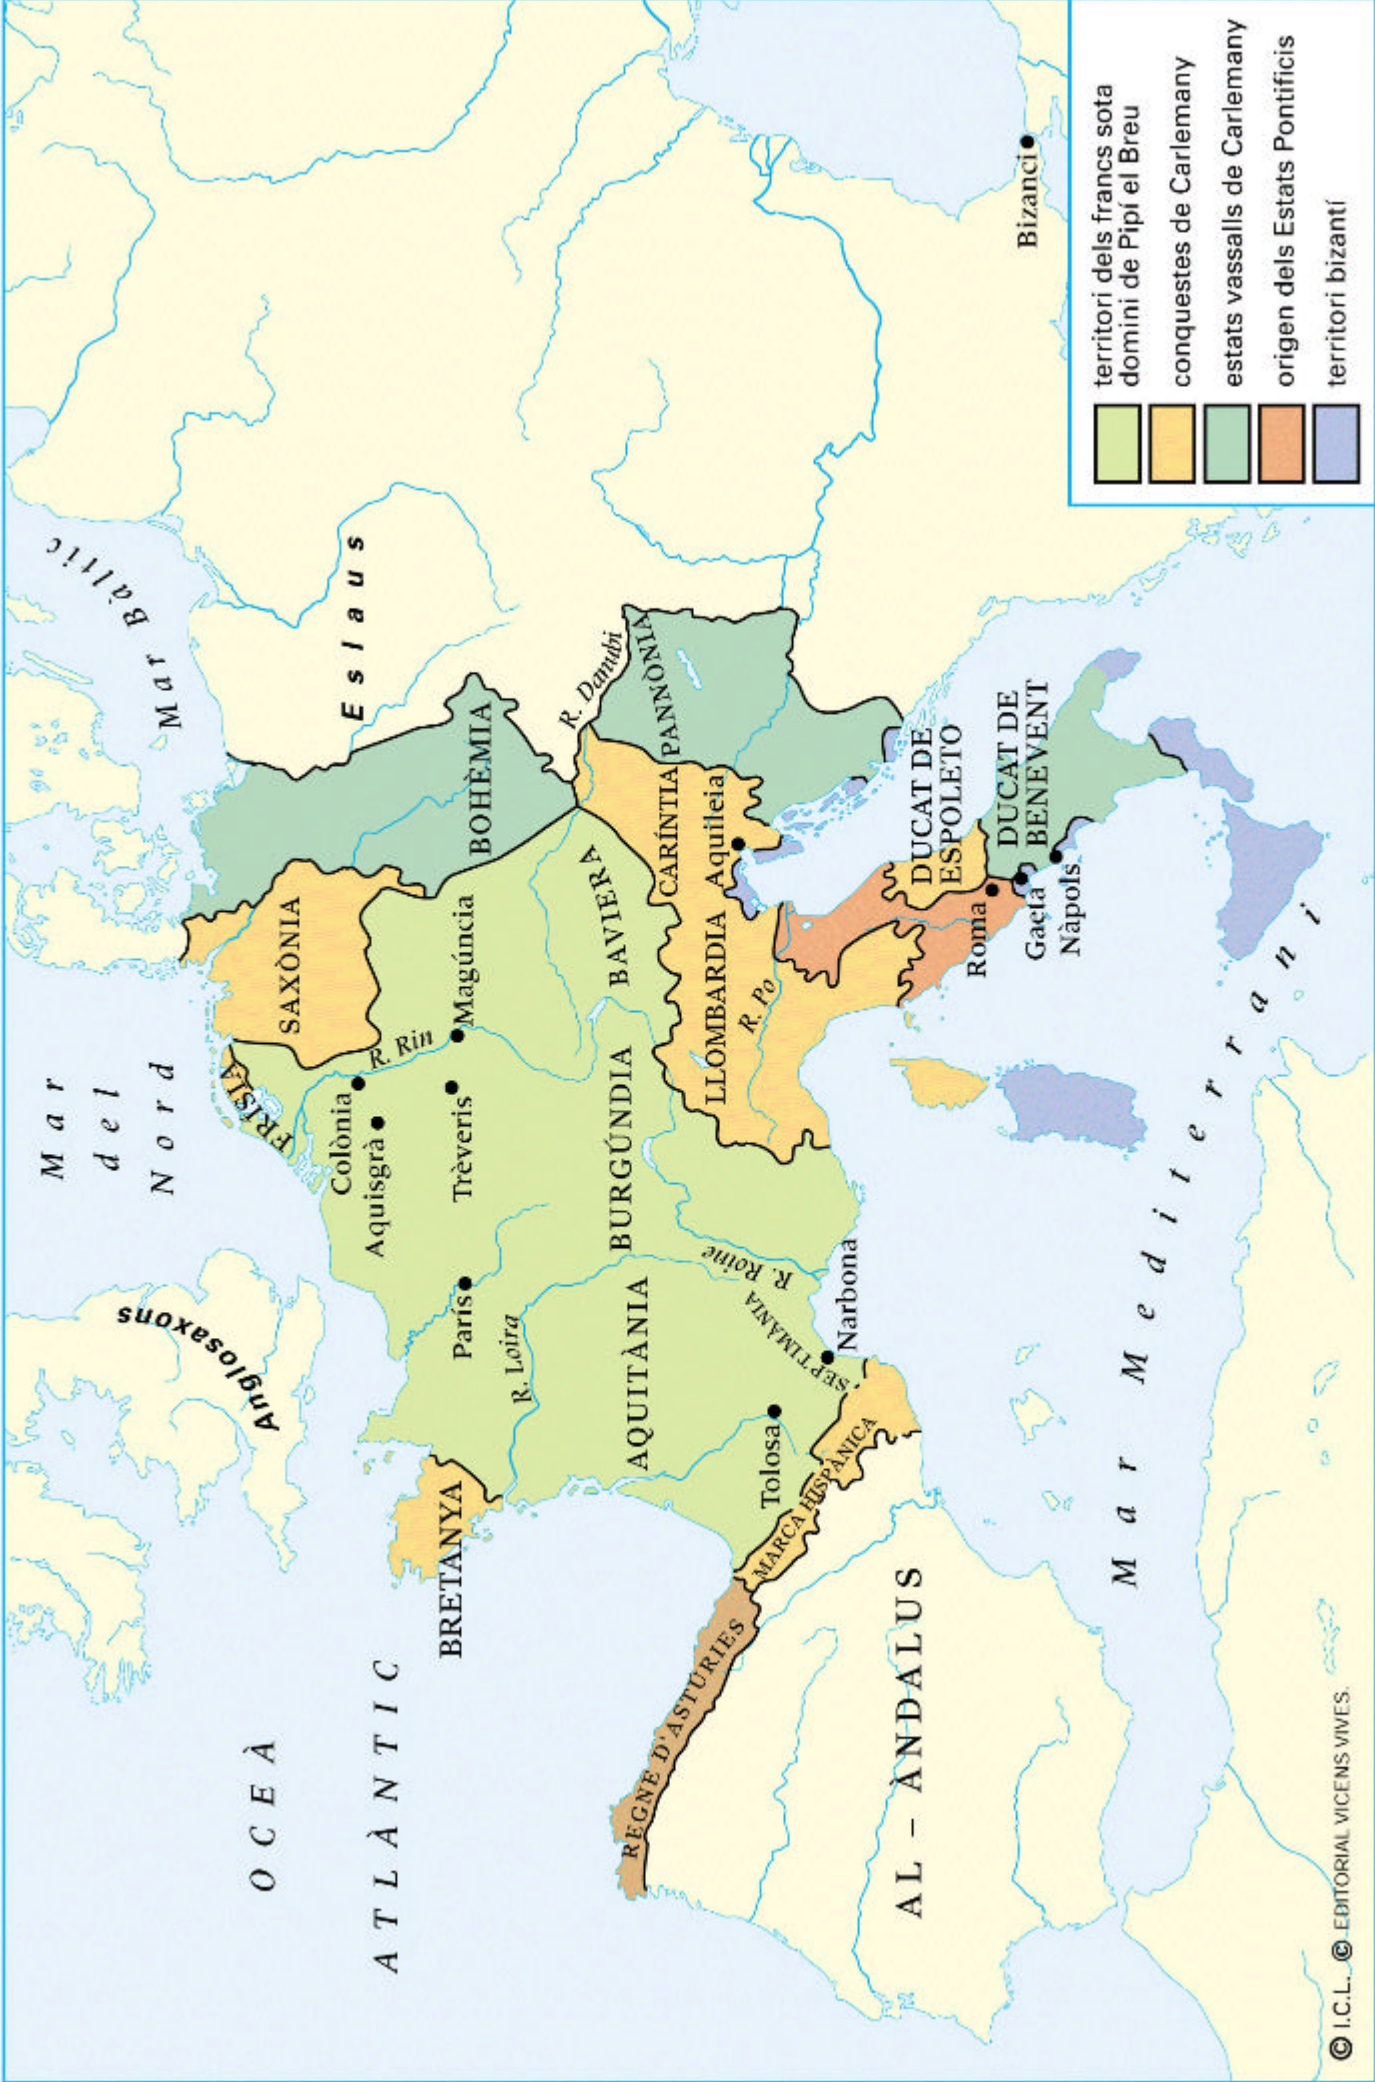 OCEÀ
ATLÀNTIC
Mar
del
Nord
Mar Bàltic
Anglosaxons
Eslaus
FRÍSIA
SAXÒNIA
Colònia
Aquisgrà
R. Rin
Magúncia
Trèveris
París
R. Loira
BRETANYA
BOHÈMIA
R. Danubi
PANNÒNIA
BAVIERA
CARÍNTIA
Aquileia
BURGÚNDIA
AQUITÀNIA
LLOMBARDIA
R. Po
R. Roine
SEPTIMÀNIA
Narbona
Tolosa
MARCA HISPÀNICA
REGNE D'ASTÚRIES
AL - ÀNDALUS
DUCAT DE
ESPOLETO
DUCAT DE
BENEVENT
Roma
Gaeta
Nàpols
Bizanci
Mar Mediterrani
territori dels francs sota
domini de Pipí el Breu
conquestes de Carlemany
estats vassalls de Carlemany
origen dels Estats Pontificis
territori bizantí
© I.C.L. © EDITORIAL VICENS VIVES.